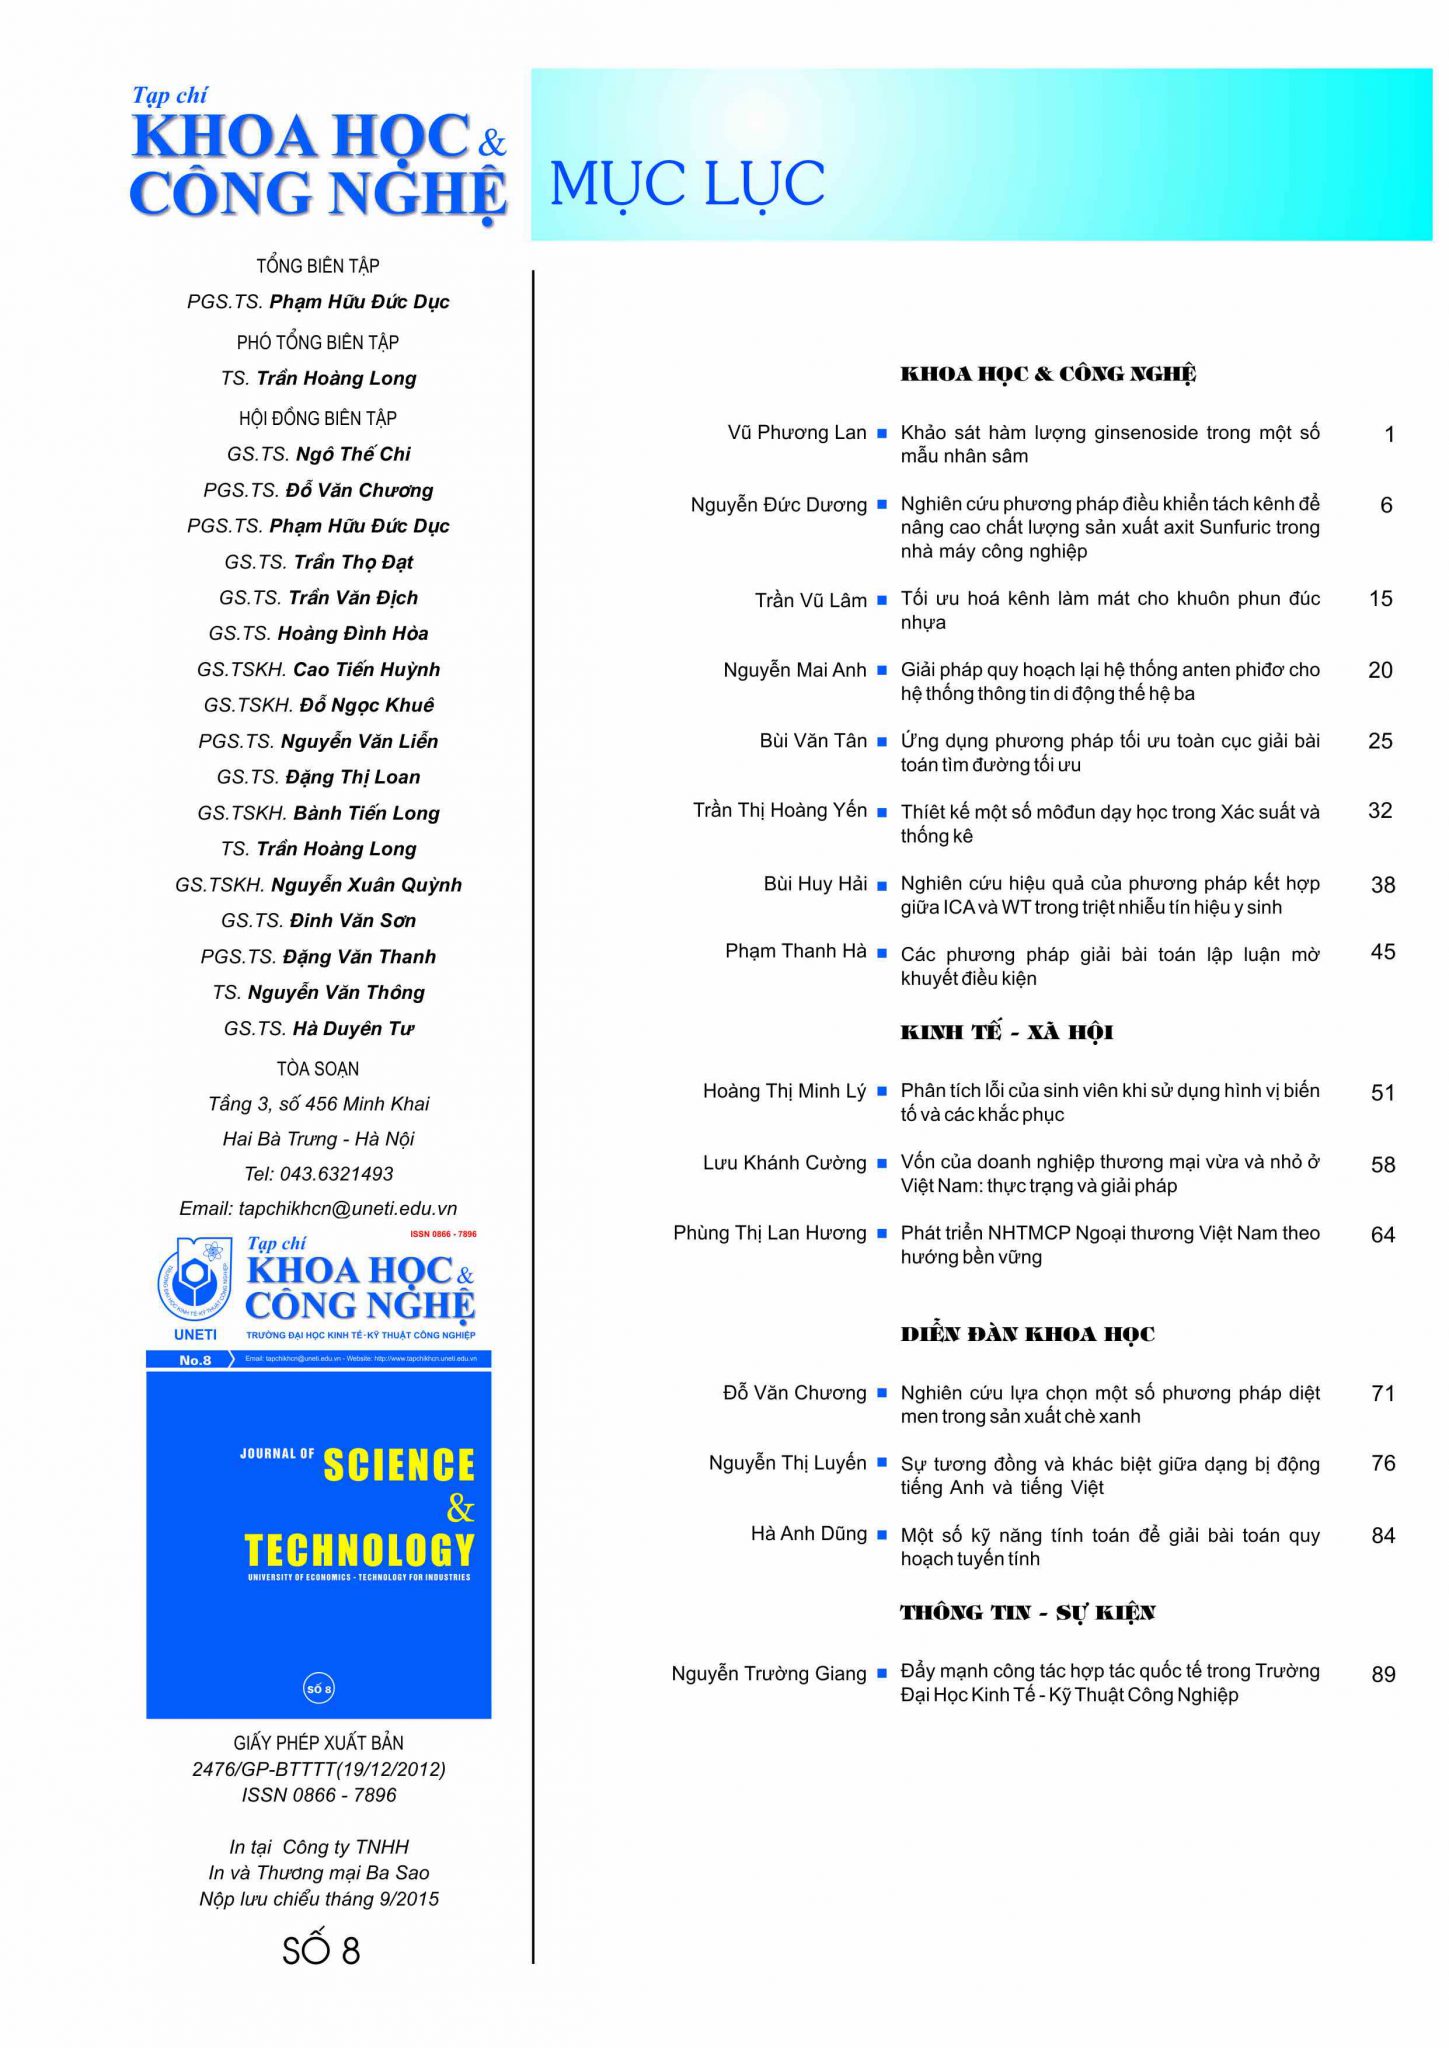 Tạp chí
KHOA HỌC &
CÔNG NGHỆ
MỤC LỤC
TỔNG BIÊN TẬP
PGS.TS. Phạm Hữu Đức Dục
PHÓ TỔNG BIÊN TẬP
TS. Trần Hoàng Long
HỘI ĐỒNG BIÊN TẬP
GS.TS. Ngô Thế Chi
PGS.TS. Đỗ Văn Chương
PGS.TS. Phạm Hữu Đức Dục
GS.TS. Trần Thọ Đạt
GS.TS. Trần Văn Địch
GS.TS. Hoàng Đình Hòa
GS.TSKH. Cao Tiến Huỳnh
GS.TSKH. Đỗ Ngọc Khuê
PGS.TS. Nguyễn Văn Liễn
GS.TS. Đặng Thị Loan
GS.TSKH. Bành Tiến Long
TS. Trần Hoàng Long
GS.TSKH. Nguyễn Xuân Quỳnh
GS.TS. Đinh Văn Sơn
PGS.TS. Đặng Văn Thanh
TS. Nguyễn Văn Thông
GS.TS. Hà Duyên Tư
TÒA SOẠN
Tầng 3, số 456 Minh Khai
Hai Bà Trưng - Hà Nội
Tel: 043.6321493
Email: tapchikhcn@uneti.edu.vn
ISSN 0866 - 7896
Tạp chí
KHOA HỌC &
CÔNG NGHỆ
TRƯỜNG ĐẠI HỌC KINH TẾ-KỸ THUẬT CÔNG NGHIỆP
UNETI
TRƯỜNG ĐẠI HỌC KINH TẾ - KỸ THUẬT CÔNG NGHIỆP
No.8 Email: tapchikhcn@uneti.edu.vn - Website: http://www.tapchikhcn.uneti.edu.vn
JOURNAL OF SCIENCE
&
TECHNOLOGY
UNIVERSITY OF ECONOMICS - TECHNOLOGY FOR INDUSTRIES
SỐ 8
GIẤY PHÉP XUẤT BẢN
2476/GP-BTTTT(19/12/2012)
ISSN 0866 - 7896
In tại Công ty TNHH
In và Thương mại Ba Sao
Nộp lưu chiểu tháng 9/2015
SỐ 8
KHOA HỌC & CÔNG NGHỆ
Vũ Phương Lan ■ Khảo sát hàm lượng ginsenoside trong một số 1
mẫu nhân sâm
Nguyễn Đức Dương ■ Nghiên cứu phương pháp điều khiển tách kênh để 6
nâng cao chất lượng sản xuất axit Sunfuric trong
nhà máy công nghiệp
Trần Vũ Lâm ■ Tối ưu hoá kênh làm mát cho khuôn phun đúc 15
nhựa
Nguyễn Mai Anh ■ Giải pháp quy hoạch lại hệ thống anten phiđơ cho 20
hệ thống thông tin di động thế hệ ba
Bùi Văn Tân ■ Ứng dụng phương pháp tối ưu toàn cục giải bài 25
toán tìm đường tối ưu
Trần Thị Hoàng Yến ■ Thíêt kế một số môđun dạy học trong Xác suất và 32
thống kê
Bùi Huy Hải ■ Nghiên cứu hiệu quả của phương pháp kết hợp 38
giữa ICA và WT trong triệt nhiễu tín hiệu y sinh
Phạm Thanh Hà ■ Các phương pháp giải bài toán lập luận mờ 45
khuyết điều kiện
KINH TẾ - XÃ HỘI
Hoàng Thị Minh Lý ■ Phân tích lỗi của sinh viên khi sử dụng hình vị biến 51
tố và các khắc phục
Lưu Khánh Cường ■ Vốn của doanh nghiệp thương mại vừa và nhỏ ở 58
Việt Nam: thực trạng và giải pháp
Phùng Thị Lan Hương ■ Phát triển NHTMCP Ngoại thương Việt Nam theo 64
hướng bền vững
DIỄN ĐÀN KHOA HỌC
Đỗ Văn Chương ■ Nghiên cứu lựa chọn một số phương pháp diệt 71
men trong sản xuất chè xanh
Nguyễn Thị Luyến ■ Sự tương đồng và khác biệt giữa dạng bị động 76
tiếng Anh và tiếng Việt
Hà Anh Dũng ■ Một số kỹ năng tính toán để giải bài toán quy 84
hoạch tuyến tính
THÔNG TIN - SỰ KIỆN
Nguyễn Trường Giang ■ Đẩy mạnh công tác hợp tác quốc tế trong Trường 89
Đại Học Kinh Tế - Kỹ Thuật Công Nghiệp